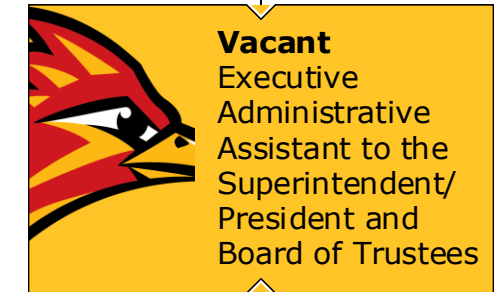 Vacant
Executive
Administrative
Assistant to the
Superintendent/
President and
Board of Trustees